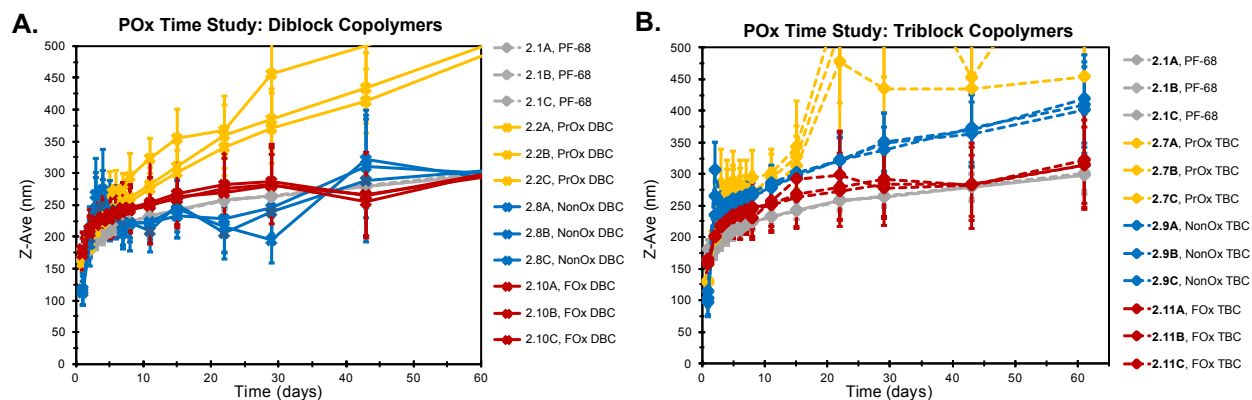 A.
POx Time Study: Diblock Copolymers
500
450
400
350
300
250
200
150
100
50
0
Z-Ave (nm)
0
10
20
30
40
50
60
Time (days)
2.1A, PF-68
2.1B, PF-68
2.1C, PF-68
2.2A, PrOx DBC
2.2B, PrOx DBC
2.2C, PrOx DBC
2.8A, NonOx DBC
2.8B, NonOx DBC
2.8C, NonOx DBC
2.10A, FOx DBC
2.10B, FOx DBC
2.10C, FOx DBC
B.
POx Time Study: Triblock Copolymers
500
450
400
350
300
250
200
150
100
50
0
Z-Ave (nm)
0
10
20
30
40
50
60
Time (days)
2.1A, PF-68
2.1B, PF-68
2.1C, PF-68
2.7A, PrOx TBC
2.7B, PrOx TBC
2.7C, PrOx TBC
2.9A, NonOx TBC
2.9B, NonOx TBC
2.9C, NonOx TBC
2.11A, FOx TBC
2.11B, FOx TBC
2.11C, FOx TBC